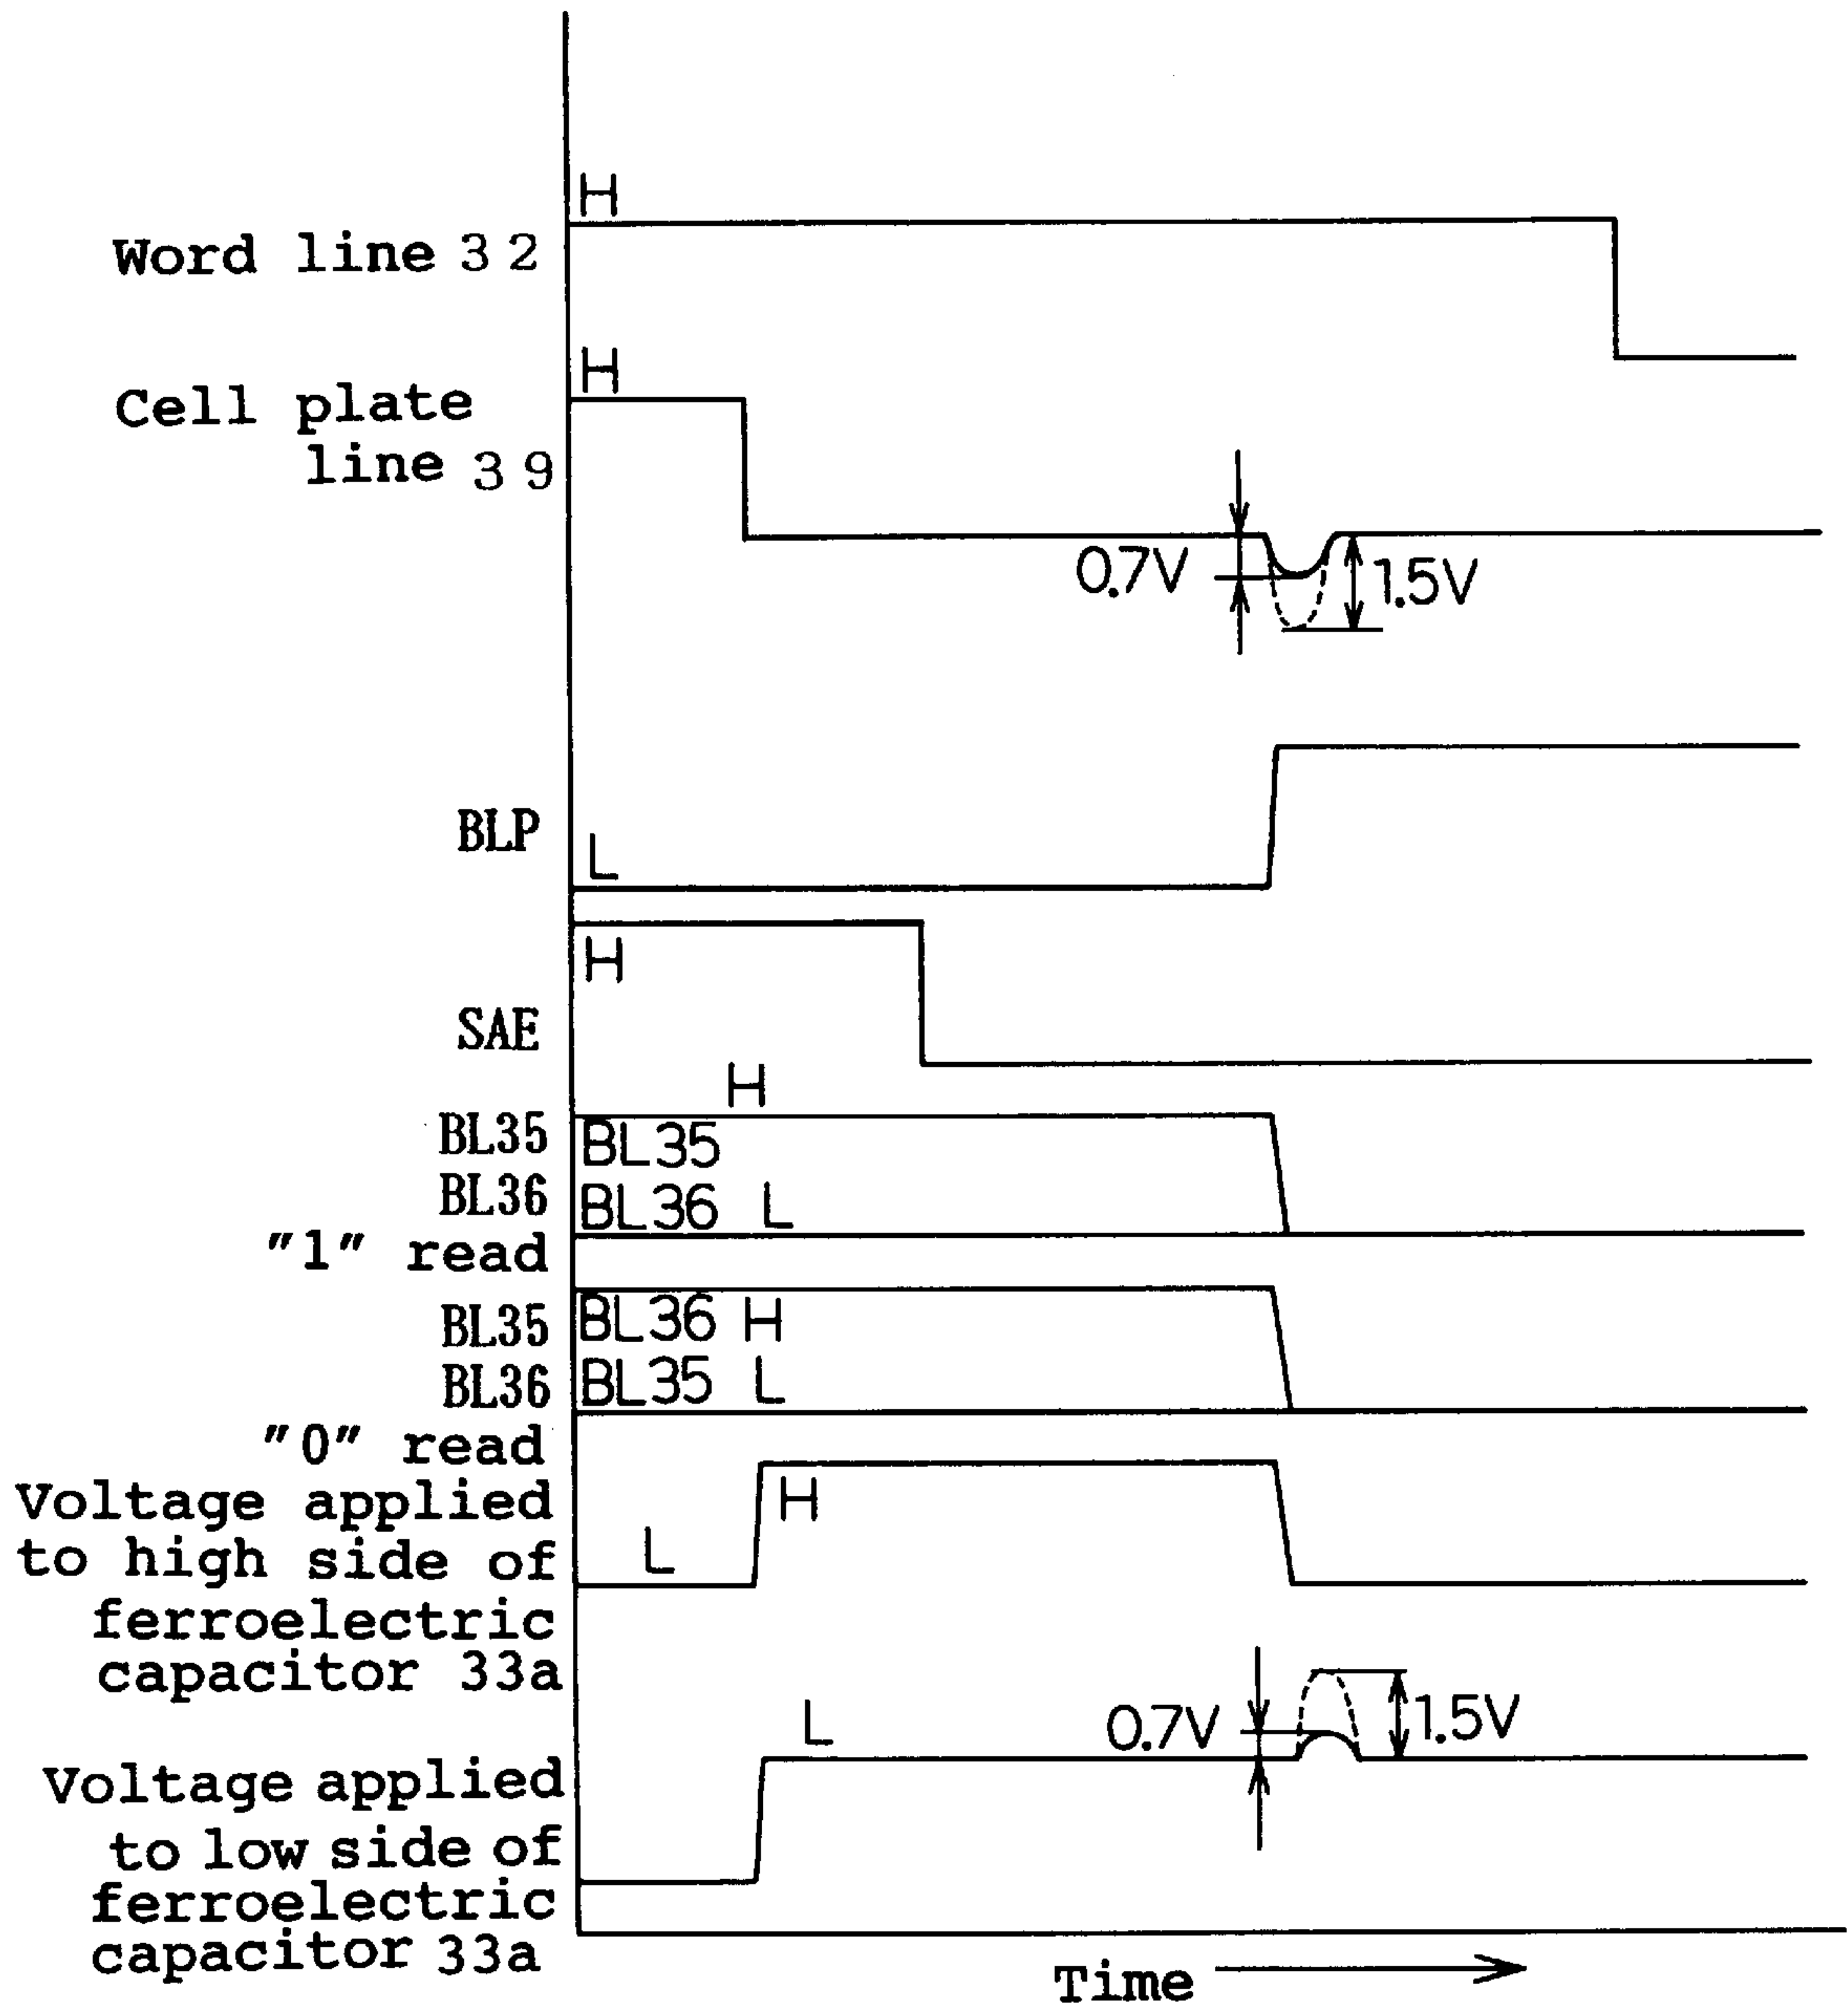 H
Word line 32
H
Cell plate
line 39
0.7V
1.5V
BLP
L
H
SAE
H
BL35
BL35
BL36
BL36 L
"1" read
BL35
BL36 H
BL36
BL35 L
"0" read
Voltage applied
to high side of
ferroelectric
capacitor 33a
H
L
L
0.7V
1.5V
Voltage applied
to low side of
ferroelectric
capacitor 33a
Time